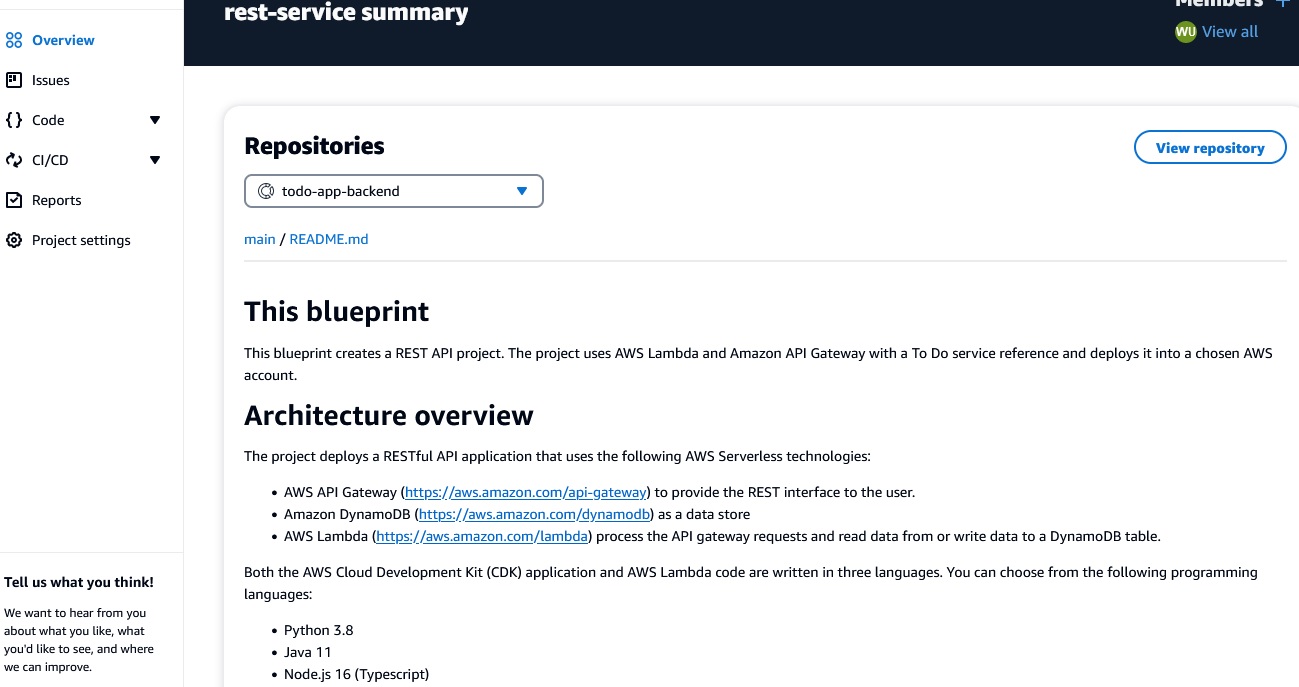 rest-service summary
Members +
WU View all
Overview
Issues
Code
CI/CD
Reports
Project settings
Tell us what you think!
We want to hear from you
about what you like, what
you'd like to see, and where
we can improve.
Repositories
View repository
todo-app-backend
main / README.md
This blueprint
This blueprint creates a REST API project. The project uses AWS Lambda and Amazon API Gateway with a To Do service reference and deploys it into a chosen AWS
account.
Architecture overview
The project deploys a RESTful API application that uses the following AWS Serverless technologies:
• AWS API Gateway (https://aws.amazon.com/api-gateway) to provide the REST interface to the user.
• Amazon DynamoDB (https://aws.amazon.com/dynamodb) as a data store
• AWS Lambda (https://aws.amazon.com/lambda) process the API gateway requests and read data from or write data to a DynamoDB table.
Both the AWS Cloud Development Kit (CDK) application and AWS Lambda code are written in three languages. You can choose from the following programming
languages:
• Python 3.8
• Java 11
• Node.js 16 (Typescript)